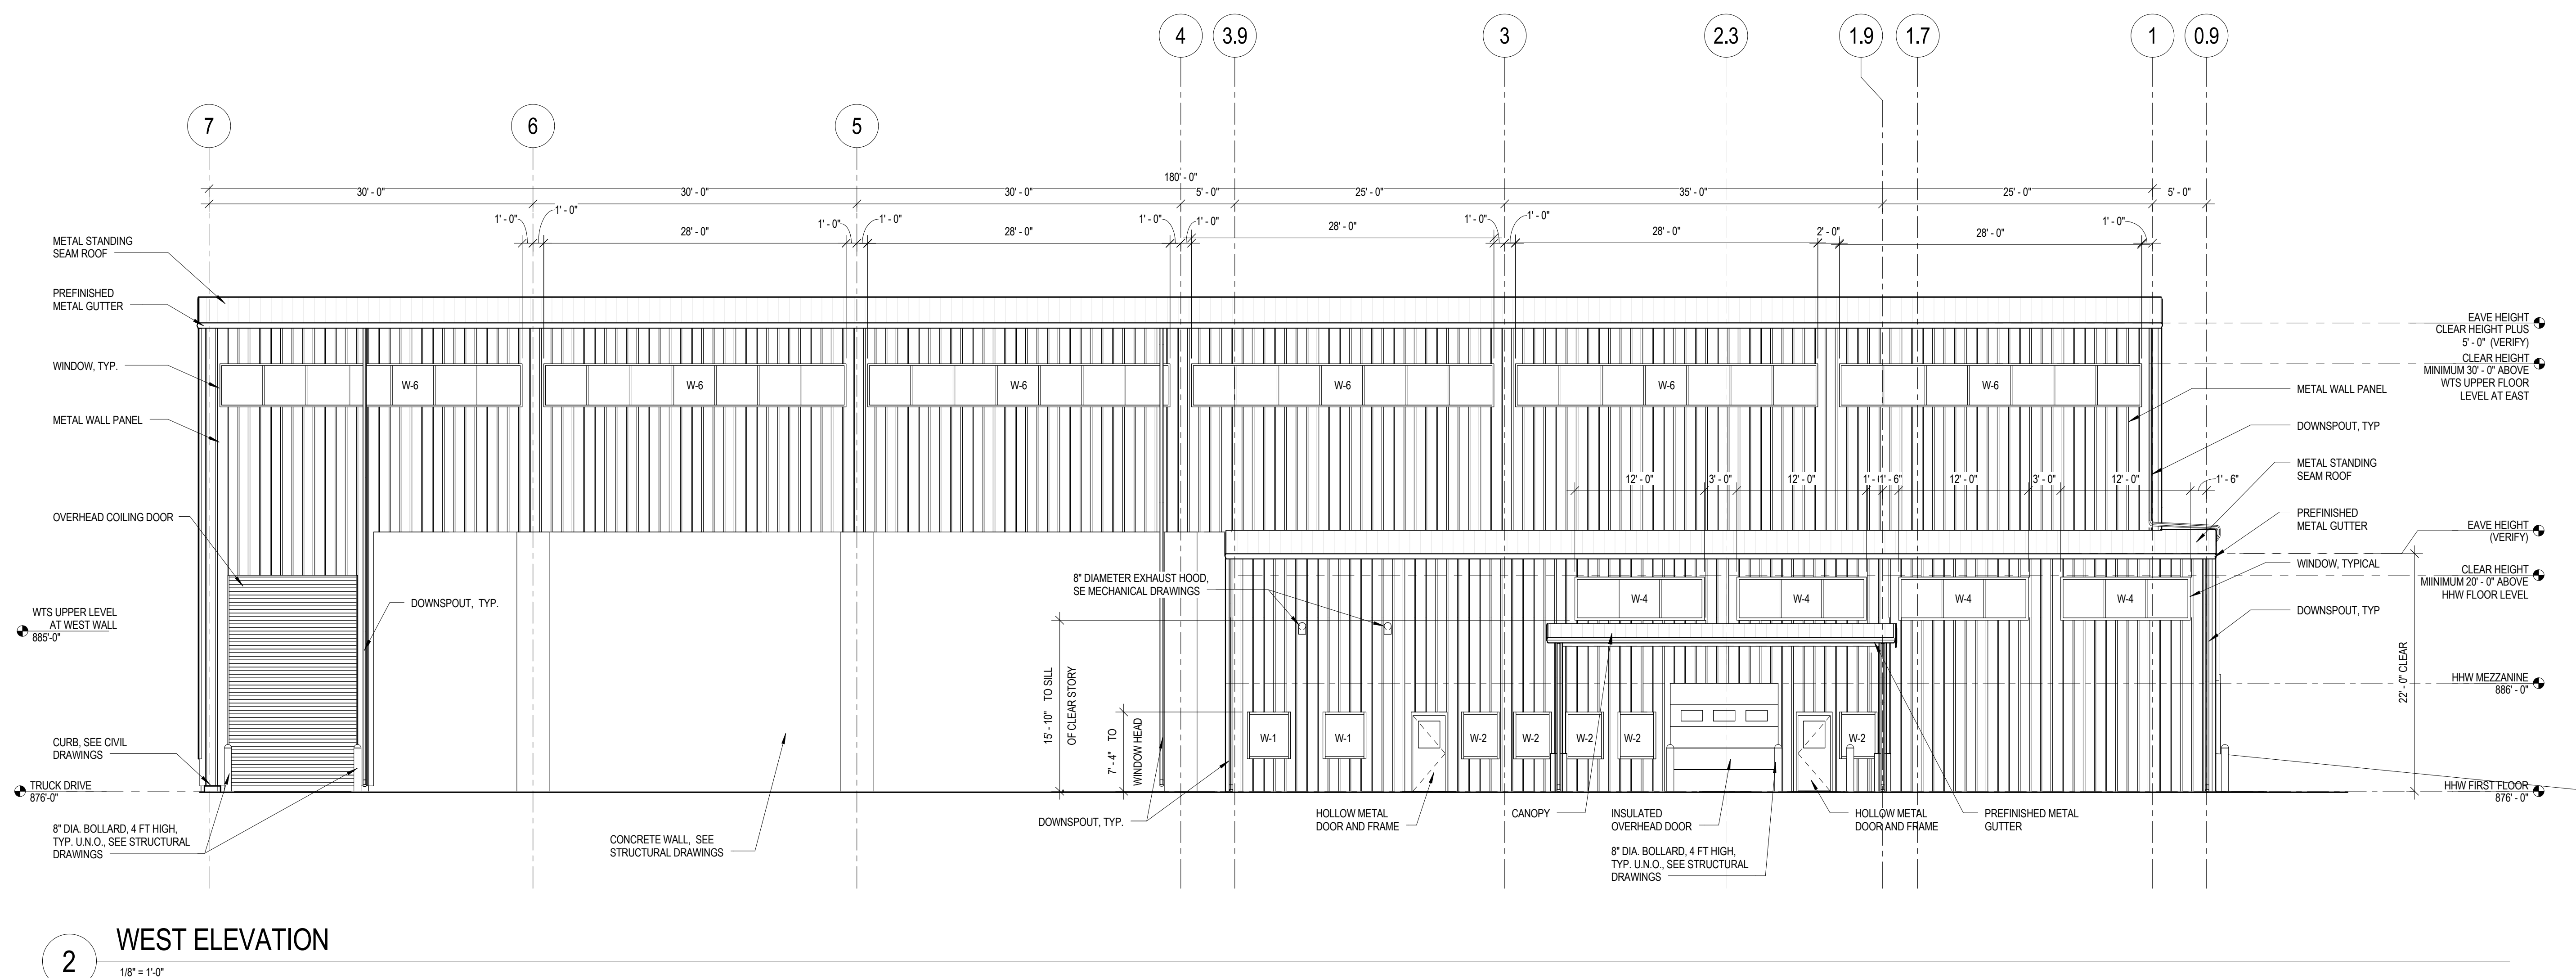 4
3.9
3
2.3
1.9
1.7
1
0.9
7
6
5
180' - 0"
30' - 0"
30' - 0"
30' - 0"
5' - 0"
25' - 0"
35' - 0"
25' - 0"
5' - 0"
1' - 0"
1' - 0"
28' - 0"
1' - 0"
1' - 0"
28' - 0"
1' - 0"
1' - 0"
28' - 0"
1' - 0"
1' - 0"
28' - 0"
2' - 0"
28' - 0"
1' - 0"
METAL STANDING
SEAM ROOF
PREFINISHED
METAL GUTTER
WINDOW, TYP.
METAL WALL PANEL
OVERHEAD COILING DOOR
WTS UPPER LEVEL
AT WEST WALL
885'-0"
CURB, SEE CIVIL
DRAWINGS
TRUCK DRIVE
876'-0"
8" DIA. BOLLARD, 4 FT HIGH,
TYP. U.N.O., SEE STRUCTURAL
DRAWINGS
W-6
W-6
W-6
W-6
W-6
W-6
EAVE HEIGHT
CLEAR HEIGHT PLUS
5' - 0" (VERIFY)
CLEAR HEIGHT
MINIMUM 30' - 0" ABOVE
WTS UPPER FLOOR
LEVEL AT EAST
METAL WALL PANEL
DOWNSPOUT, TYP
METAL STANDING
SEAM ROOF
PREFINISHED
METAL GUTTER
EAVE HEIGHT
(VERIFY)
WINDOW, TYPICAL
CLEAR HEIGHT
MIINIMUM 20' - 0" ABOVE
HHW FLOOR LEVEL
DOWNSPOUT, TYP
22' - 0" CLEAR
HHW MEZZANINE
886' - 0"
HHW FIRST FLOOR
876' - 0"
12' - 0"
3' - 0"
12' - 0"
1' - 6"
12' - 0"
3' - 0"
12' - 0"
1' - 6"
8" DIAMETER EXHAUST HOOD,
SE MECHANICAL DRAWINGS
DOWNSPOUT, TYP.
W-4
W-4
W-4
W-4
15' - 10" TO SILL
OF CLEAR STORY
7' - 4" TO
WINDOW HEAD
W-1
W-1
W-2
W-2
W-2
W-2
W-2
DOWNSPOUT, TYP.
HOLLOW METAL
DOOR AND FRAME
CANOPY
INSULATED
OVERHEAD DOOR
HOLLOW METAL
DOOR AND FRAME
PREFINISHED METAL
GUTTER
8" DIA. BOLLARD, 4 FT HIGH,
TYP. U.N.O., SEE STRUCTURAL
DRAWINGS
CONCRETE WALL, SEE
STRUCTURAL DRAWINGS
2
WEST ELEVATION
1/8" = 1'-0"